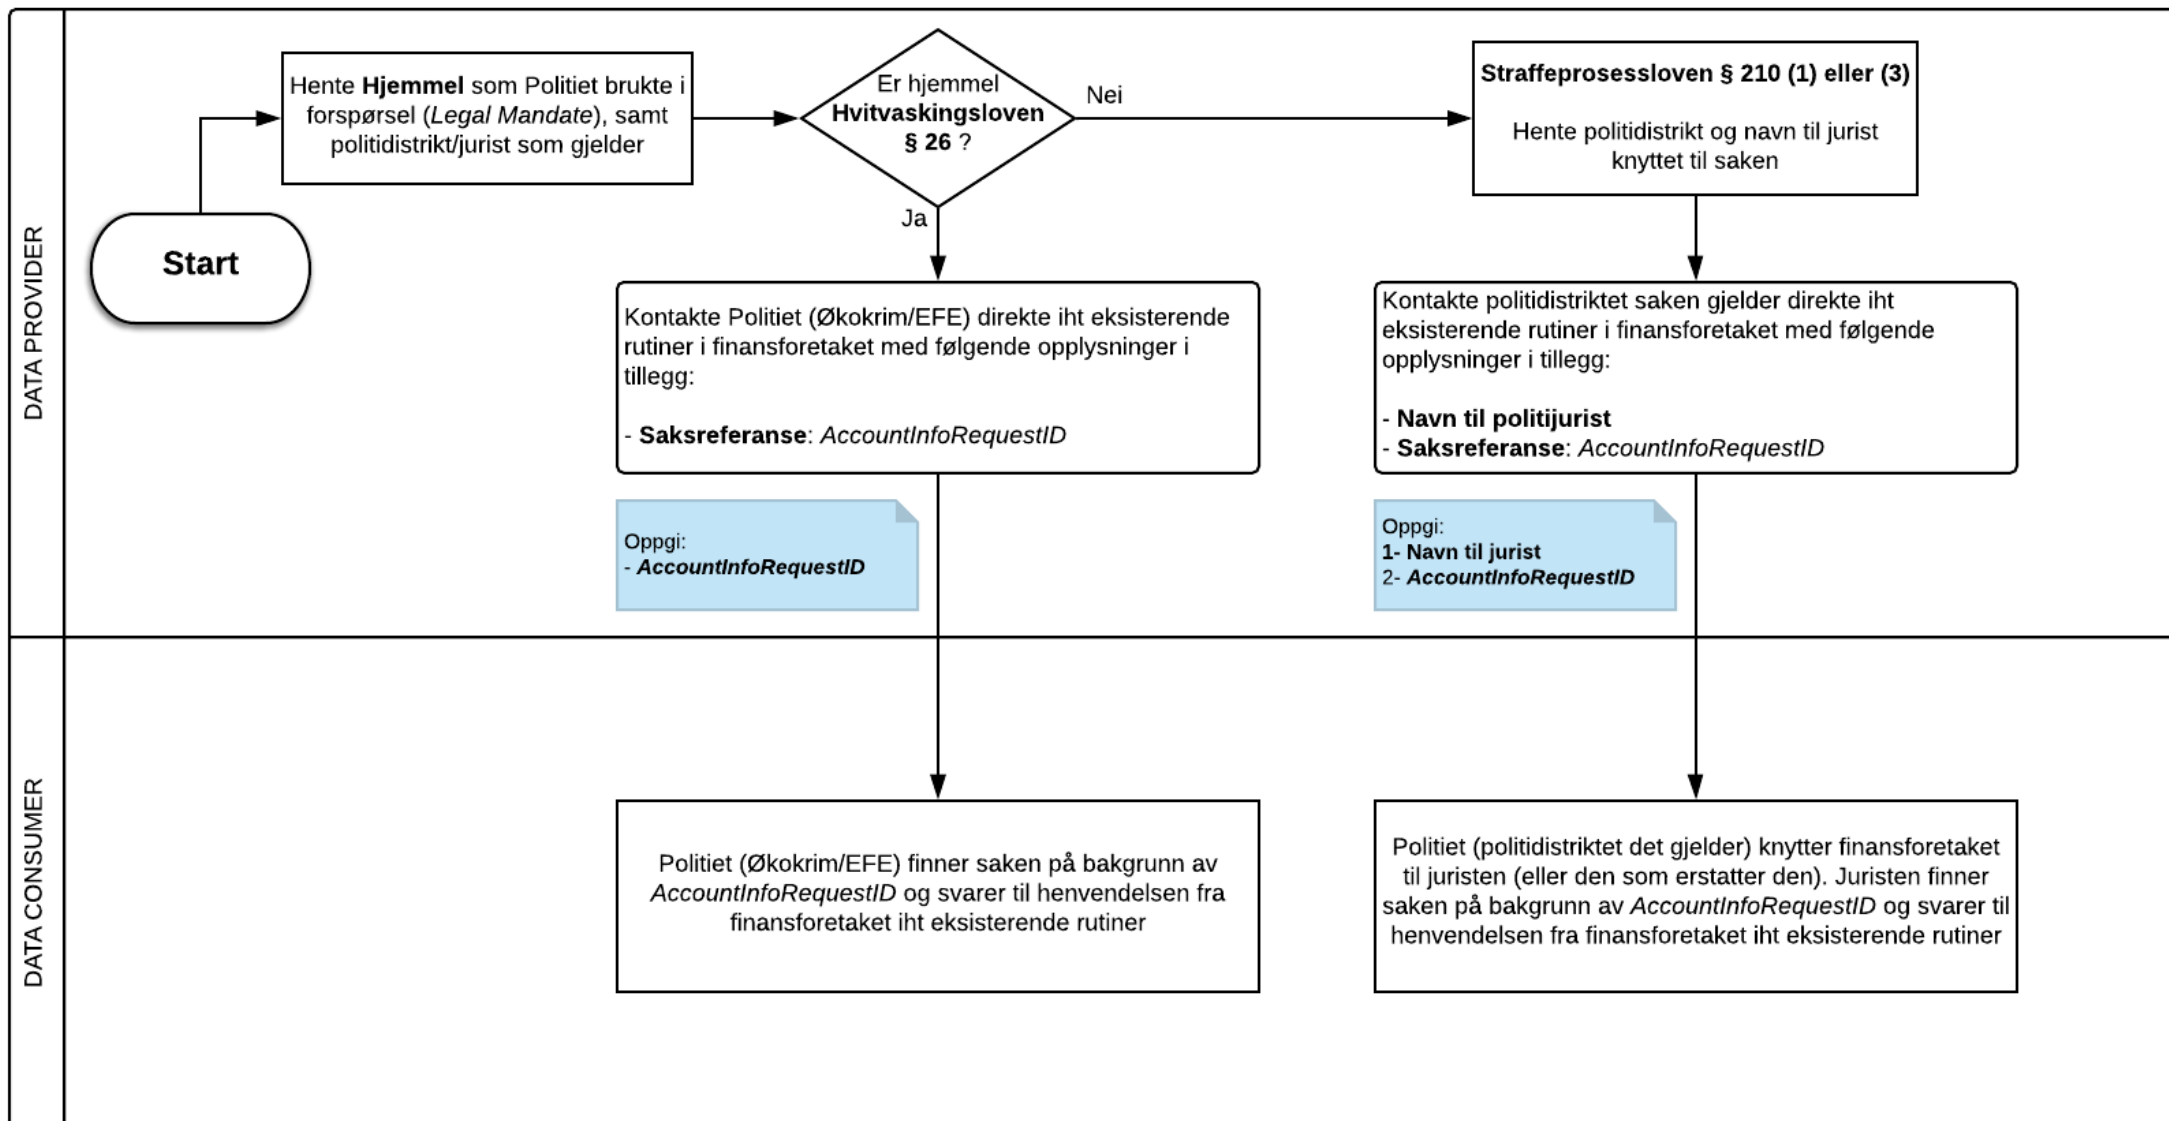 DATA PROVIDER
Start
Hente Hjemmel som Politiet brukte i
forspørsel (Legal Mandate), samt
politidistrikt/jurist som gjelder
Er hjemmel
Hvitvaskingsloven
§ 26 ?
Nei
Ja
Straffeprosessloven § 210 (1) eller (3)
Hente politidistrikt og navn til jurist
knyttet til saken
Kontakte Politiet (Økokrim/EFE) direkte iht eksisterende
rutiner i finansforetaket med følgende opplysninger i
tillegg:
- Saksreferanse: AccountInfoRequestID
Kontakte politidistriktet saken gjelder direkte iht
eksisterende rutiner i finansforetaket med følgende
opplysninger i tillegg:
- Navn til politijurist
- Saksreferanse: AccountInfoRequestID
Oppgi:
- AccountInfoRequestID
Oppgi:
1- Navn til jurist
2- AccountInfoRequestID
DATA CONSUMER
Politiet (Økokrim/EFE) finner saken på bakgrunn av
AccountInfoRequestID og svarer til henvendelsen fra
finansforetaket iht eksisterende rutiner
Politiet (politidistriktet det gjelder) knytter finansforetaket
til juristen (eller den som erstatter den). Juristen finner
saken på bakgrunn av AccountInfoRequestID og svarer til
henvendelsen fra finansforetaket iht eksisterende rutiner